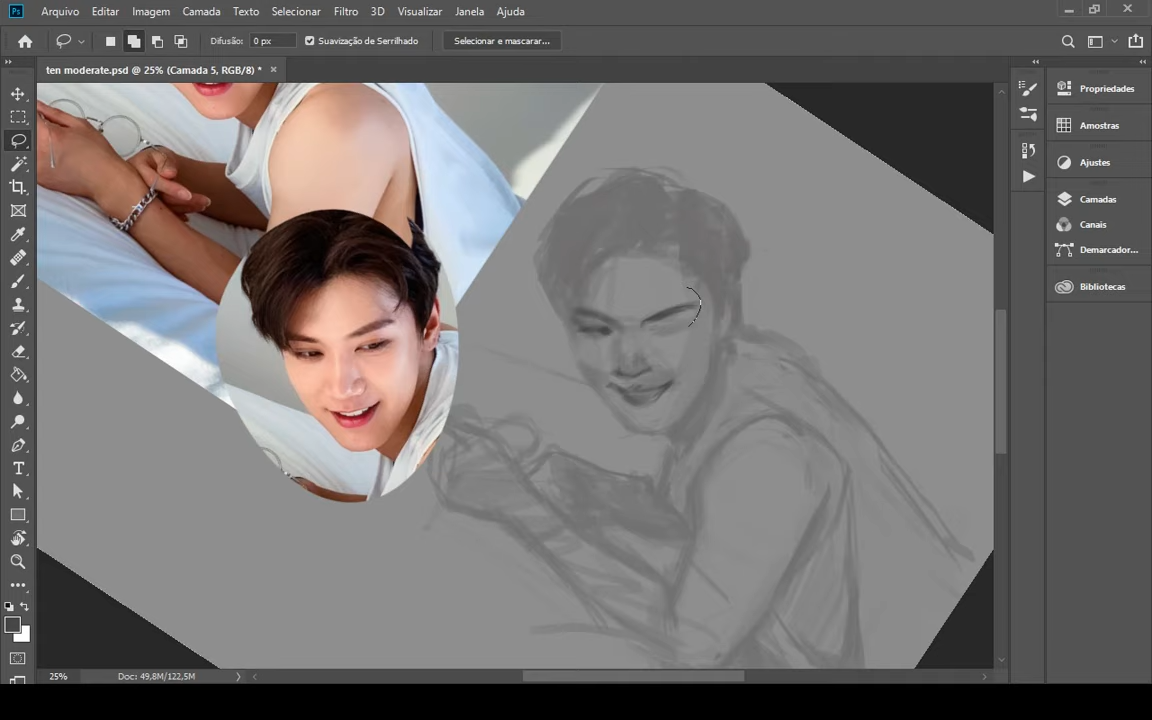 Ps Arquivo Editar Imagem Camada Texto Selecionar Filtro 3D Visualizar Janela Ajuda
Difusão: 0 px Suavização de Serrilhado Selecionar e mascarar...
ten moderate.psd @ 25% (Camada 5, RGB/8) *
Propriedades
Amostras
Ajustes
Camadas
Canais
Demarcador...
Bibliotecas
25% Doc: 49,8M/122,5M